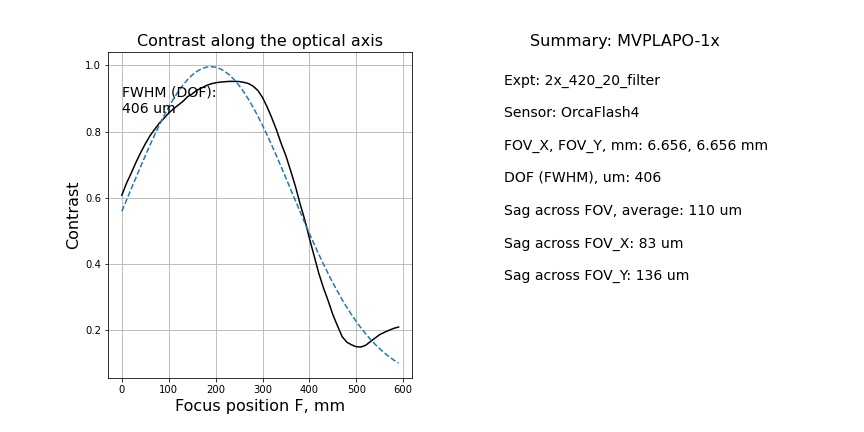 Contrast along the optical axis
1.0
0.8
0.6
0.4
0.2
Contrast
FWHM (DOF):
406 um
0 100 200 300 400 500 600
Focus position F, mm
Summary: MVPLAPO-1x
Expt: 2x_420_20_filter
Sensor: OrcaFlash4
FOV_X, FOV_Y, mm: 6.656, 6.656 mm
DOF (FWHM), um: 406
Sag across FOV, average: 110 um
Sag across FOV_X: 83 um
Sag across FOV_Y: 136 um